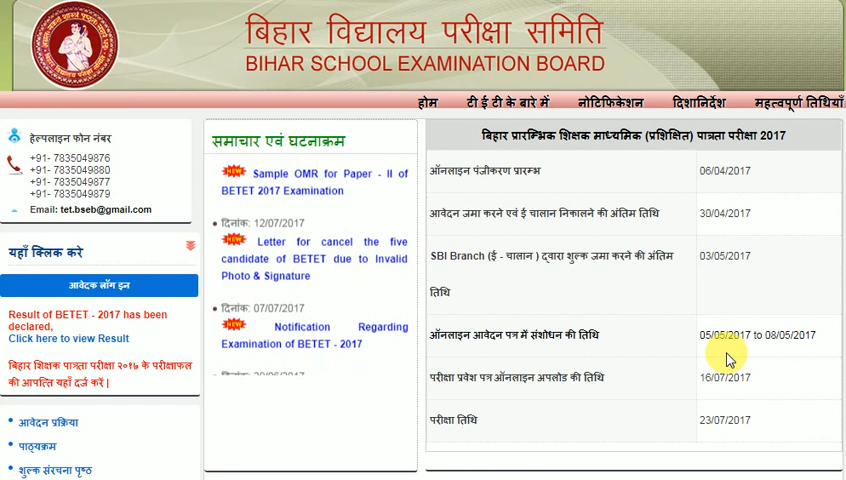 बिहार विद्यालय परीक्षा समिति
BIHAR SCHOOL EXAMINATION BOARD
होम
टी ई टी के बारे में
नोटिफिकेशन
दिशानिर्देश
महत्वपूर्ण तिथियाँ
हेल्पलाइन फोन नंबर
+91- 7835049876
+91- 7835049880
+91- 7835049877
+91- 7835049879
Email: tet.bseb@gmail.com
यहाँ क्लिक करे
आवेदक लॉग इन
Result of BETET - 2017 has been
declared,
Click here to view Result
बिहार शिक्षक पात्रता परीक्षा २०१७ के परीक्षाफल
की आपत्ति यहाँ दर्ज करें |
आवेदन प्रक्रिया
पाठ्यक्रम
शुल्क संरचना पृष्ठ
समाचार एवं घटनाक्रम
NEW Sample OMR for Paper - II of
BETET 2017 Examination
दिनांक: 12/07/2017
NEW Letter for cancel the five
candidate of BETET due to Invalid
Photo & Signature
दिनांक: 07/07/2017
NEW Notification Regarding
Examination of BETET - 2017
बिहार प्रारम्भिक शिक्षक माध्यमिक (प्रशिक्षित) पात्रता परीक्षा 2017
ऑनलाइन पंजीकरण प्रारम्भ 06/04/2017
आवेदन जमा करने एवं ई चालान निकालने की अंतिम तिथि 30/04/2017
SBI Branch (ई - चालान ) द्वारा शुल्क जमा करने की अंतिम 03/05/2017
तिथि
ऑनलाइन आवेदन पत्र में संशोधन की तिथि 05/05/2017 to 08/05/2017
परीक्षा प्रवेश पत्र ऑनलाइन अपलोड की तिथि 16/07/2017
परीक्षा तिथि 23/07/2017